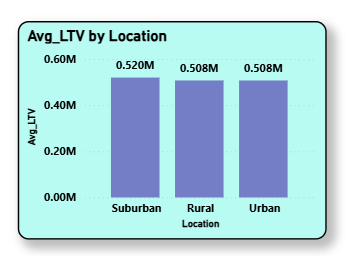 Avg_LTV by Location
0.60M
0.520M
0.508M
0.508M
0.40M
0.20M
0.00M
Avg_LTV
Suburban
Rural
Urban
Location